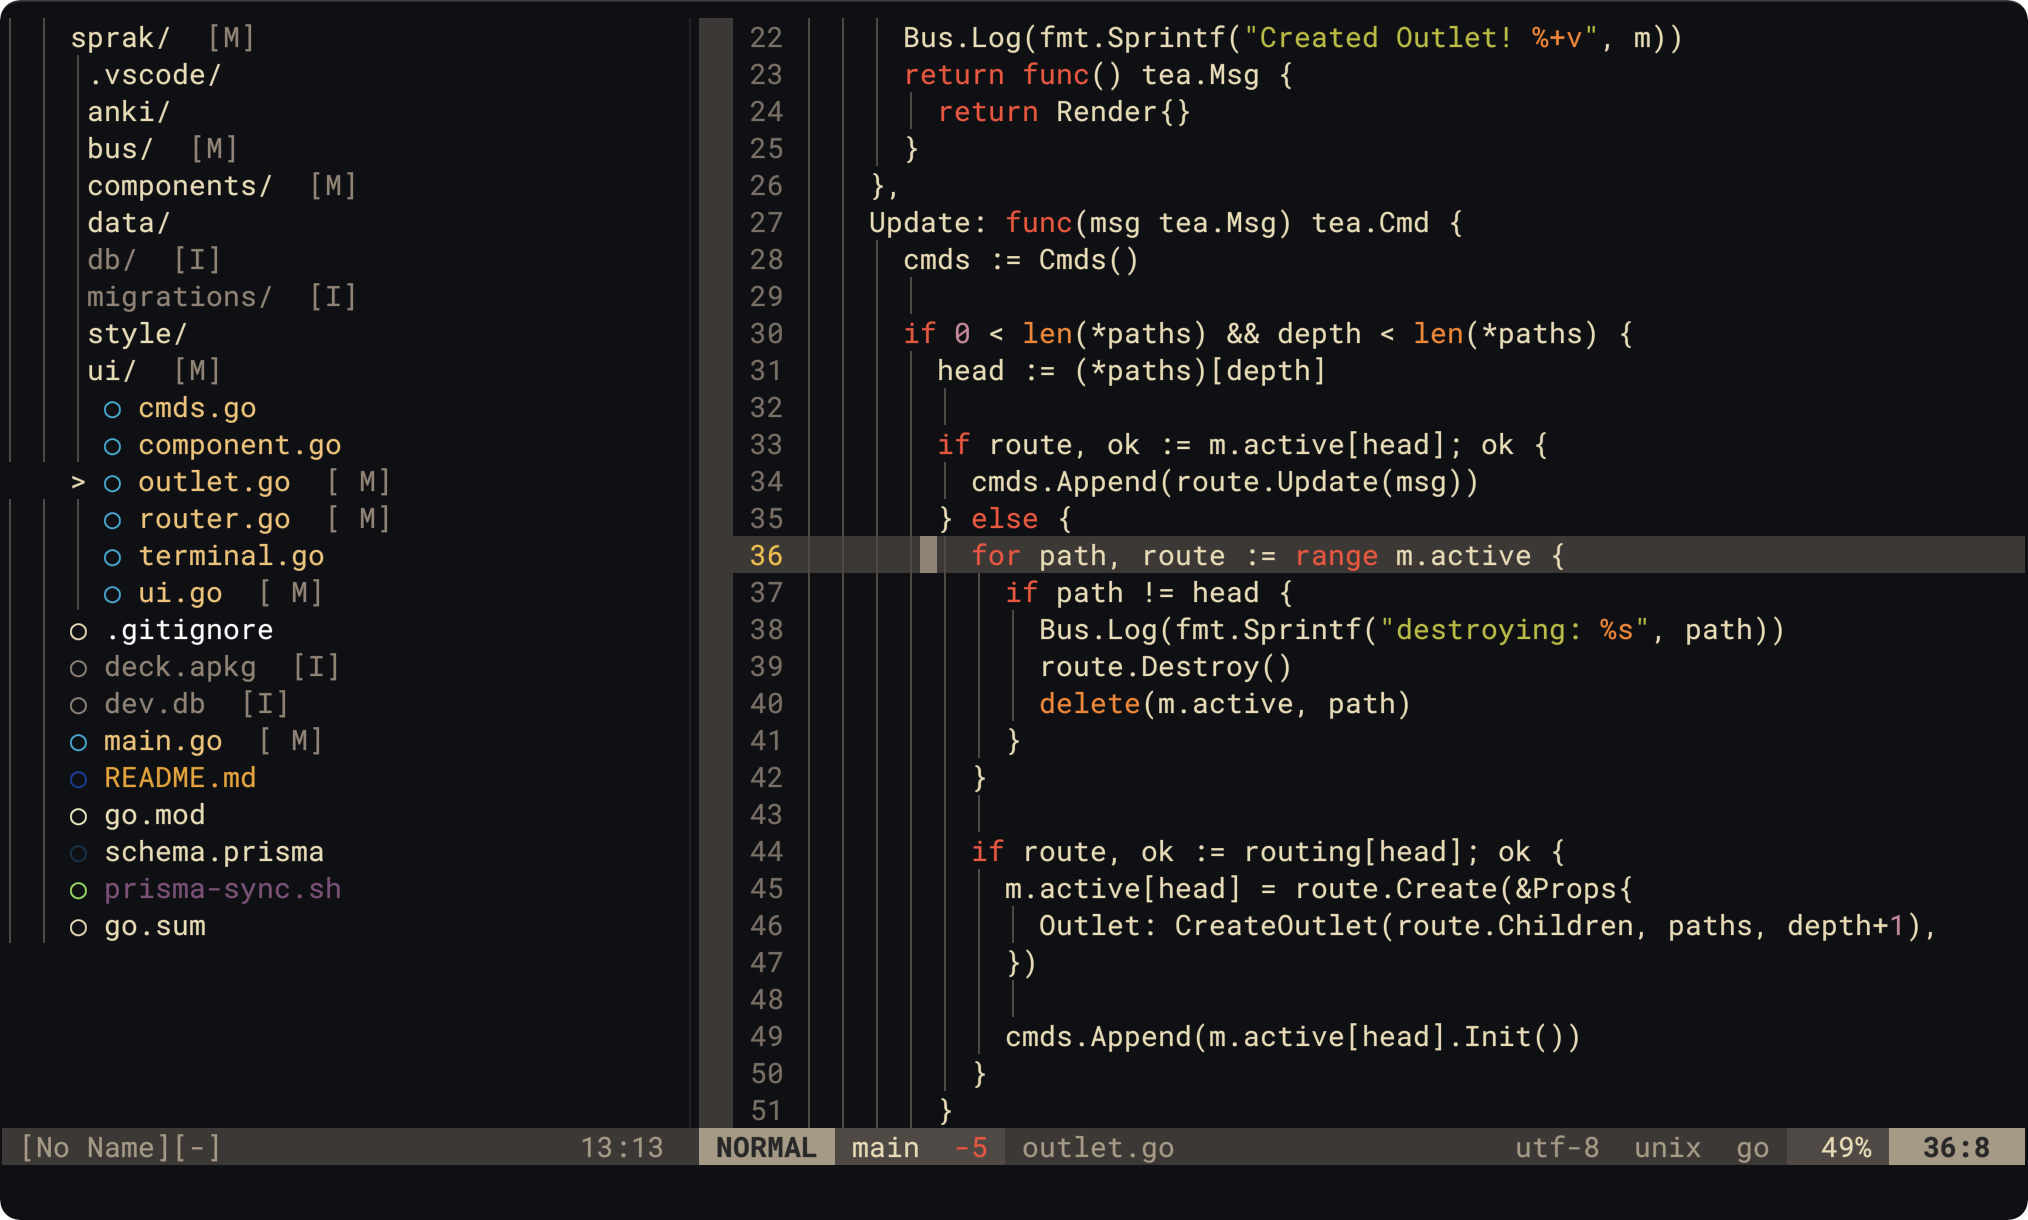 sprak/  [M]
.vscode/
anki/
bus/  [M]
components/  [M]
data/
db/  [I]
migrations/  [I]
style/
ui/  [M]
cmds.go
component.go
> outlet.go  [ M]
router.go  [ M]
terminal.go
ui.go  [ M]
.gitignore
deck.apkg  [I]
dev.db  [I]
main.go  [ M]
README.md
go.mod
schema.prisma
prisma-sync.sh
go.sum
[No Name][-]  13:13
22 Bus.Log(fmt.Sprintf("Created Outlet! %+v", m))
23 return func() tea.Msg {
24 return Render{}
25 }
26 },
27 Update: func(msg tea.Msg) tea.Cmd {
28 cmds := Cmds()
29
30 if 0 < len(*paths) && depth < len(*paths) {
31 head := (*paths)[depth]
32
33 if route, ok := m.active[head]; ok {
34 cmds.Append(route.Update(msg))
35 } else {
36 for path, route := range m.active {
37 if path != head {
38 Bus.Log(fmt.Sprintf("destroying: %s", path))
39 route.Destroy()
40 delete(m.active, path)
41 }
42 }
43
44 if route, ok := routing[head]; ok {
45 m.active[head] = route.Create(&Props{
46 Outlet: CreateOutlet(route.Children, paths, depth+1),
47 })
48
49 cmds.Append(m.active[head].Init())
50 }
51 }
NORMAL  main  -5  outlet.go  utf-8  unix  go  49%  36:8